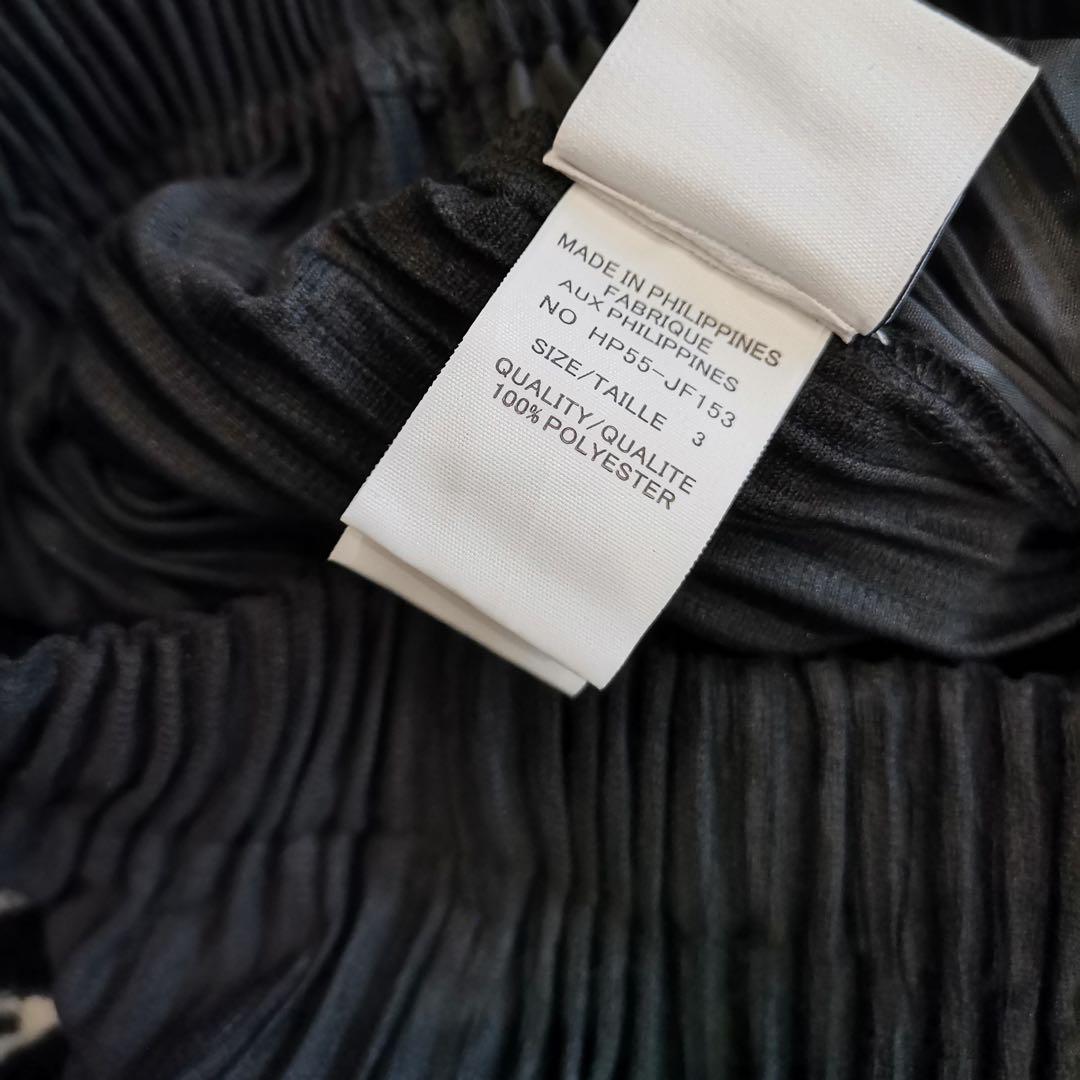 MADE IN PHILIPPINES
FABRIQUE
AUX PHILIPPINES
NO HP55-JF153
SIZE/TAILLE 3
QUALITY/QUALITE
100% POLYESTER